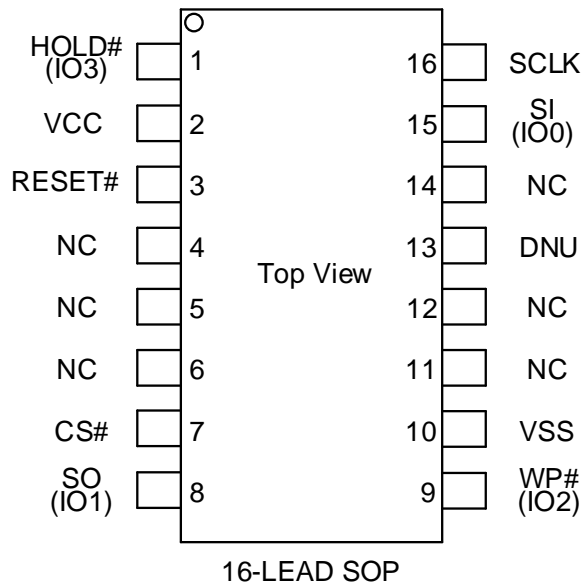 HOLD#
(IO3)
1
16
SCLK
VCC
2
15
SI
(IO0)
RESET#
3
14
NC
NC
4
13
DNU
Top View
NC
5
12
NC
NC
6
11
NC
CS#
7
10
VSS
SO
(IO1)
8
9
WP#
(IO2)
16-LEAD SOP